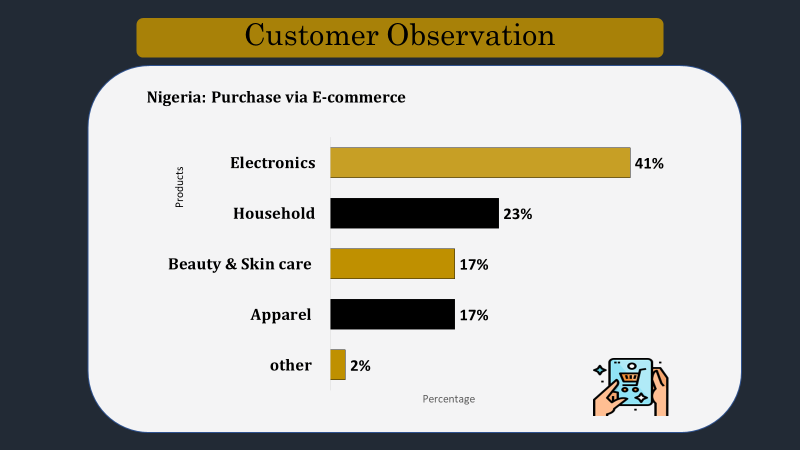 Customer Observation
Nigeria: Purchase via E-commerce
Products
Electronics 41%
Household 23%
Beauty & Skin care 17%
Apparel 17%
other 2%
Percentage